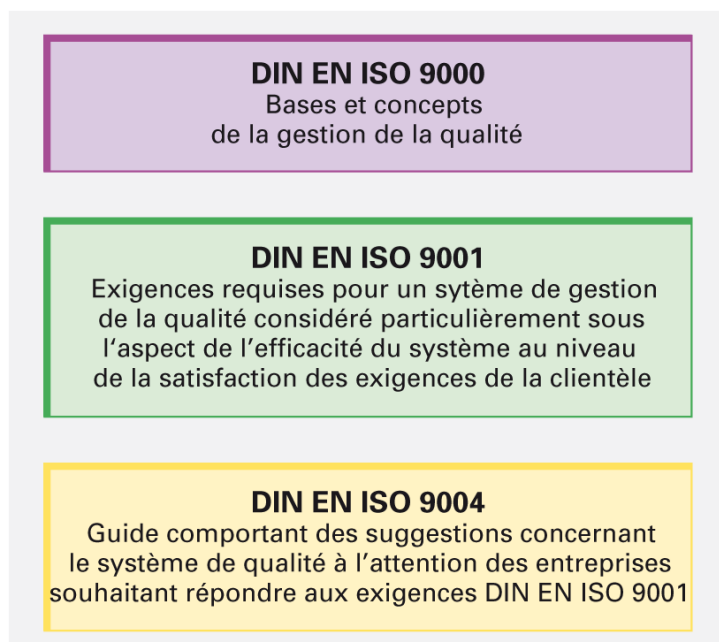 DIN EN ISO 9000
Bases et concepts
de la gestion de la qualité
DIN EN ISO 9001
Exigences requises pour un sytème de gestion
de la qualité considéré particulièrement sous
l‘aspect de l’efficacité du système au niveau
de la satisfaction des exigences de la clientèle
DIN EN ISO 9004
Guide comportant des suggestions concernant
le système de qualité à l’attention des entreprises
souhaitant répondre aux exigences DIN EN ISO 9001